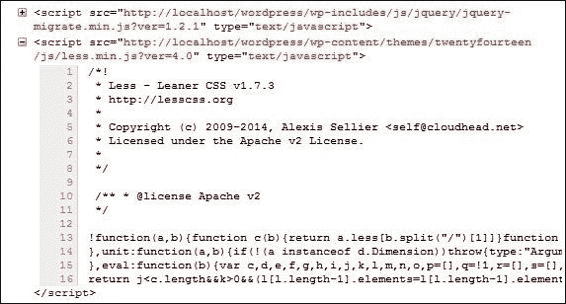 <script src="http://localhost/wordpress/wp-includes/js/jquery/jquery-
migrate.min.js?ver=1.2.1" type="text/javascript">
<script src="http://localhost/wordpress/wp-content/themes/twentyfourteen
/js/less.min.js?ver=4.0" type="text/javascript">
1 /*!
2 * Less - Leaner CSS v1.7.3
3 * http://lesscss.org
4 *
5 * Copyright (c) 2009-2014, Alexis Sellier <self@cloudhead.net>
6 * Licensed under the Apache v2 License.
7 *
8 */
9
10 /** * @license Apache v2
11 */
12
13 !function(a,b){function c(b){return a.less[b.split("/")[1]]}function
14 },unit:function(a,b){if(!(a instanceof d.Dimension))throw{type:"Argum
15 },eval:function(b){var c,d,e,f,g,h,i,j,k,l,m,n,o,p=[],q=!1,r=[],s=[],
16 return j<c.length&&k>0&&(l[l.length-1].elements=l[l.length-1].element
</script>